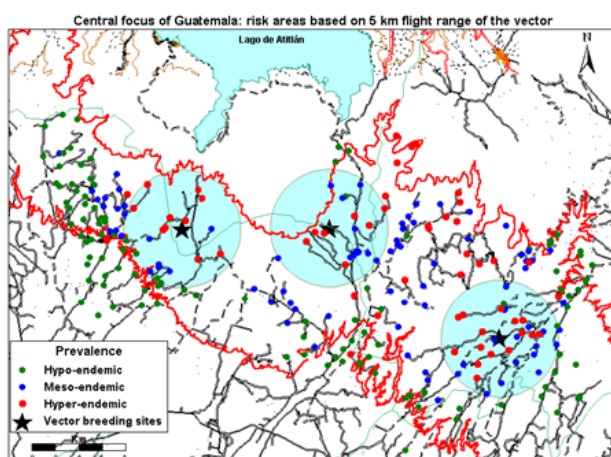 Central focus of Guatemala: risk areas based on 5 km flight range of the vector
Lago de Atitlán
N
Prevalence
Hypo-endemic
Meso-endemic
Hyper-endemic
Vector breeding sites